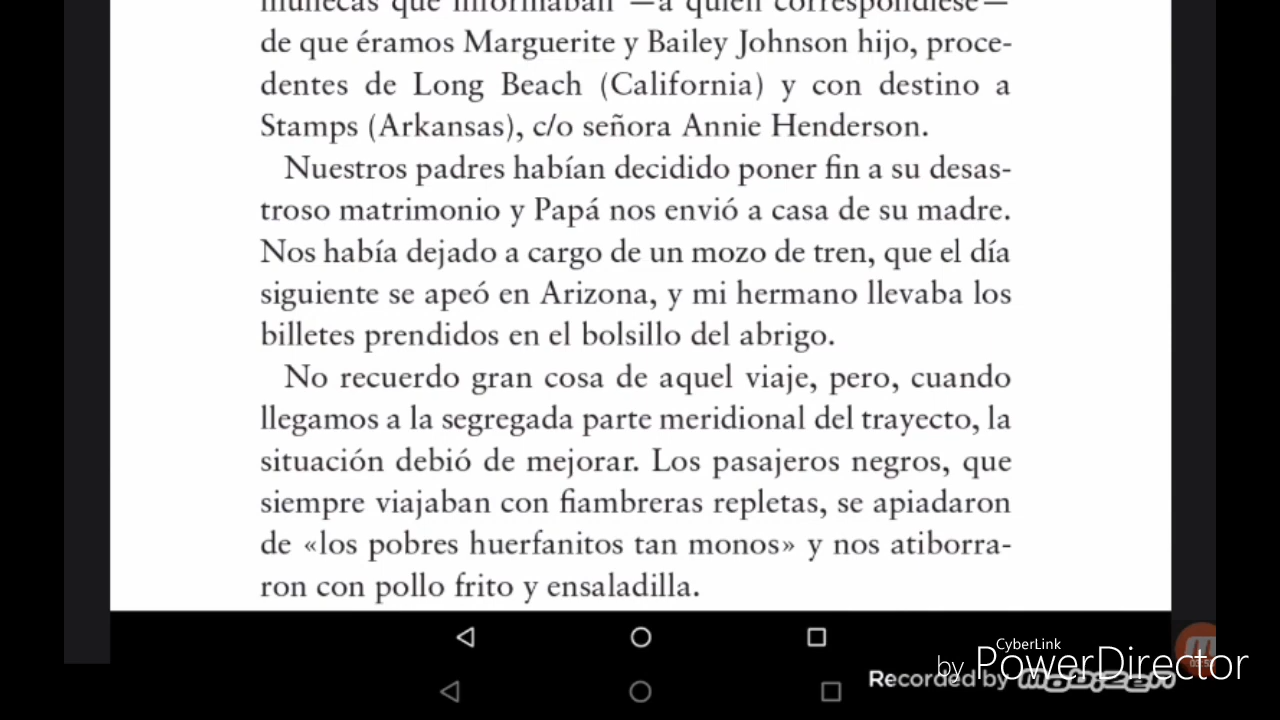 muñecas que informaban —a quien correspondiese—
de que éramos Marguerite y Bailey Johnson hijo, proce-
dentes de Long Beach (California) y con destino a
Stamps (Arkansas), c/o señora Annie Henderson.
Nuestros padres habían decidido poner fin a su desas-
troso matrimonio y Papá nos envió a casa de su madre.
Nos había dejado a cargo de un mozo de tren, que el día
siguiente se apeó en Arizona, y mi hermano llevaba los
billetes prendidos en el bolsillo del abrigo.
No recuerdo gran cosa de aquel viaje, pero, cuando
llegamos a la segregada parte meridional del trayecto, la
situación debió de mejorar. Los pasajeros negros, que
siempre viajaban con fiambreras repletas, se apiadaron
de «los pobres huerfanitos tan monos» y nos atiborra-
ron con pollo frito y ensaladilla.
CyberLink
by PowerDirector
Recorded by mobizen